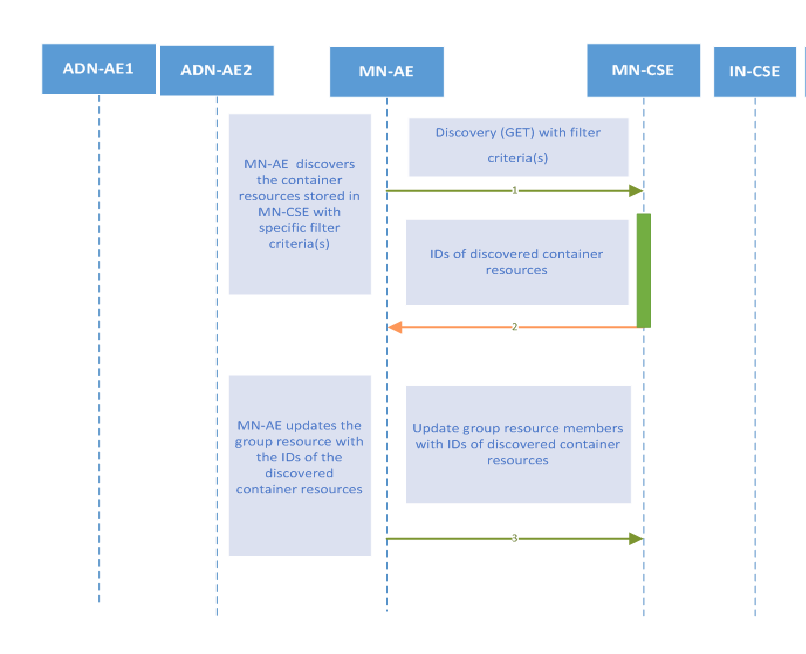 ADN-AE1
ADN-AE2
MN-AE
MN-CSE
IN-CSE
MN-AE discovers
the container
resources stored in
MN-CSE with
specific filter
criteria(s)
Discovery (GET) with filter
criteria(s)
1
IDs of discovered container
resources
2
MN-AE updates the
group resource with
the IDs of the
discovered
container resources
Update group resource members
with IDs of discovered container
resources
3